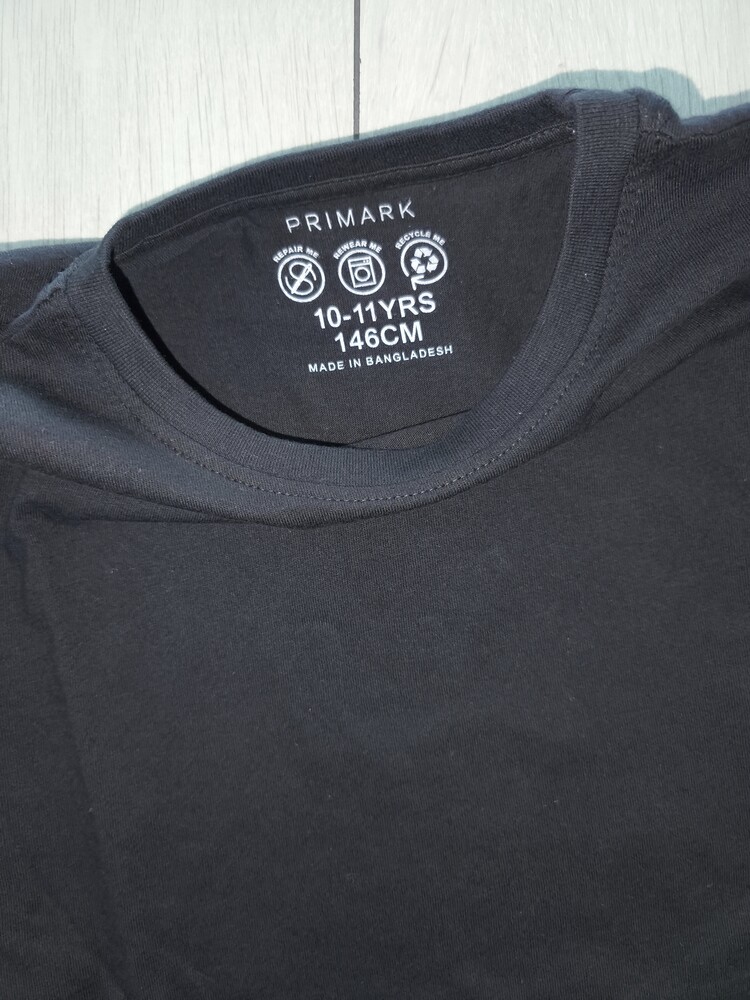 PRIMARK
REPAIR ME REWEAR ME RECYCLE ME
10-11YRS
146CM
MADE IN BANGLADESH